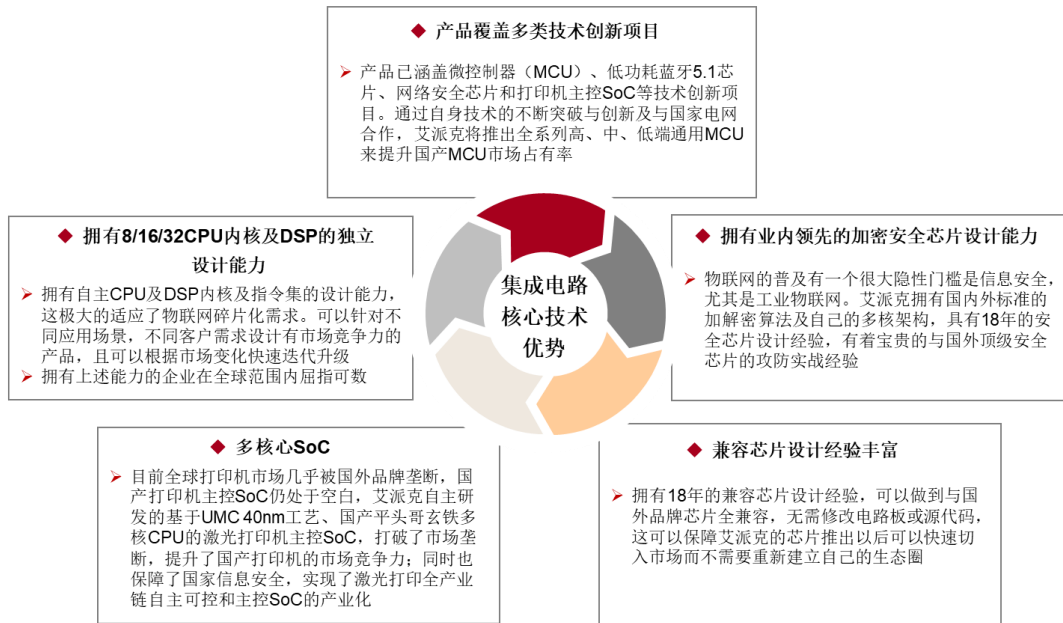 ◆ 产品覆盖多类技术创新项目
➢ 产品已涵盖微控制器（MCU）、低功耗蓝牙5.1芯
片、网络安全芯片和打印机主控SoC等技术创新项
目。通过自身技术的不断突破与创新及与国家电网
合作，艾派克将推出全系列高、中、低端通用MCU
来提升国产MCU市场占有率
◆ 拥有8/16/32CPU内核及DSP的独立
设计能力
➢ 拥有自主CPU及DSP内核及指令集的设计能力，
这极大的适应了物联网碎片化需求。可以针对不
同应用场景，不同客户需求设计有市场竞争力的
产品，且可以根据市场变化快速迭代升级
➢ 拥有上述能力的企业在全球范围内屈指可数
集成电路
核心技术
优势
◆ 拥有业内领先的加密安全芯片设计能力
➢ 物联网的普及有一个很大隐性门槛是信息安全，
尤其是工业物联网。艾派克拥有国内外标准的
加解密算法及自己的多核架构，具有18年的安
全芯片设计经验，有着宝贵的与国外顶级安全
芯片的攻防实战经验
◆ 多核心SoC
➢ 目前全球打印机市场几乎被国外品牌垄断，国
产打印机主控SoC仍处于空白，艾派克自主研
发的基于UMC 40nm工艺、国产平头哥玄铁多
核CPU的激光打印机主控SoC，打破了市场垄
断，提升了国产打印机的市场竞争力；同时也
保障了国家信息安全，实现了激光打印全产业
链自主可控和主控SoC的产业化
◆ 兼容芯片设计经验丰富
➢ 拥有18年的兼容芯片设计经验，可以做到与国
外品牌芯片全兼容，无需修改电路板或源代码，
这可以保障艾派克的芯片推出以后可以快速切
入市场而不需要重新建立自己的生态圈